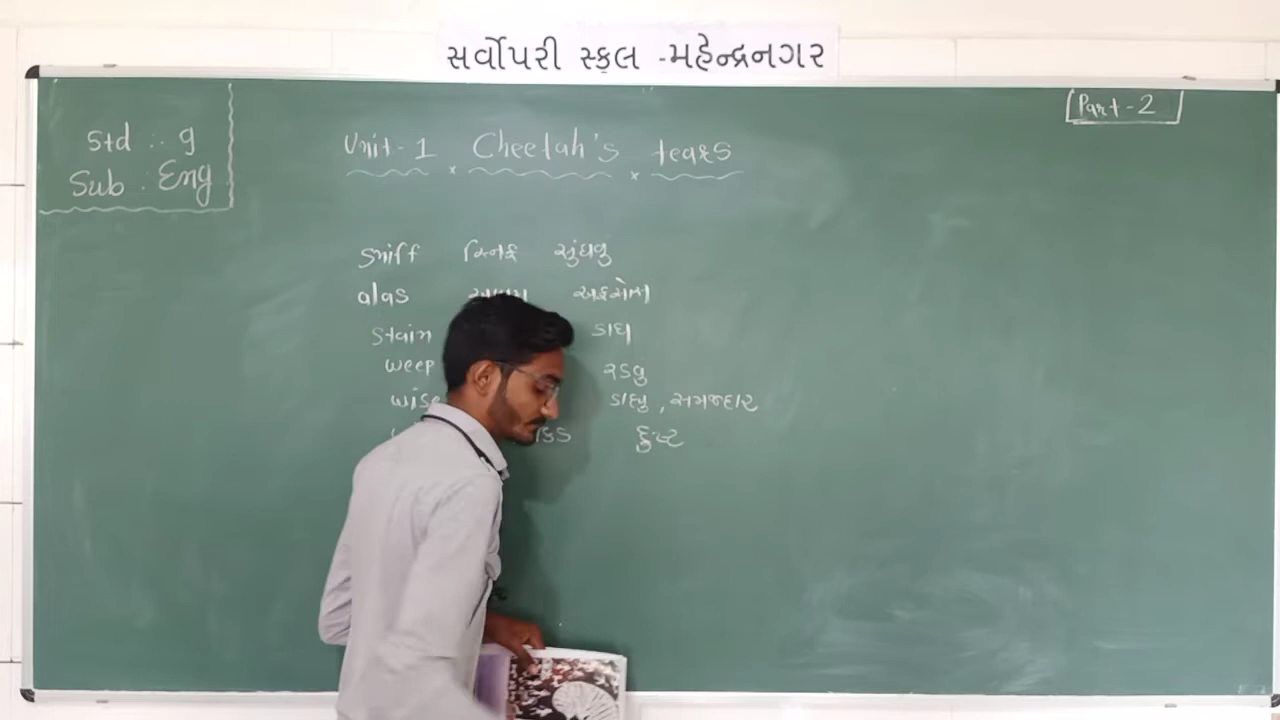 સર્વોપરી સ્કૂલ -મહેન્દ્રનગર
Part-2
Std : 9
Sub : Eng
Unit-1 Cheetah's tears
sniff સ્નિફ સુંઘવુ
alas અફસોસ
stain ડાઘ
weep રડવુ
wise ડાહ્યુ, સમજદાર
કિડ દુષ્ટ